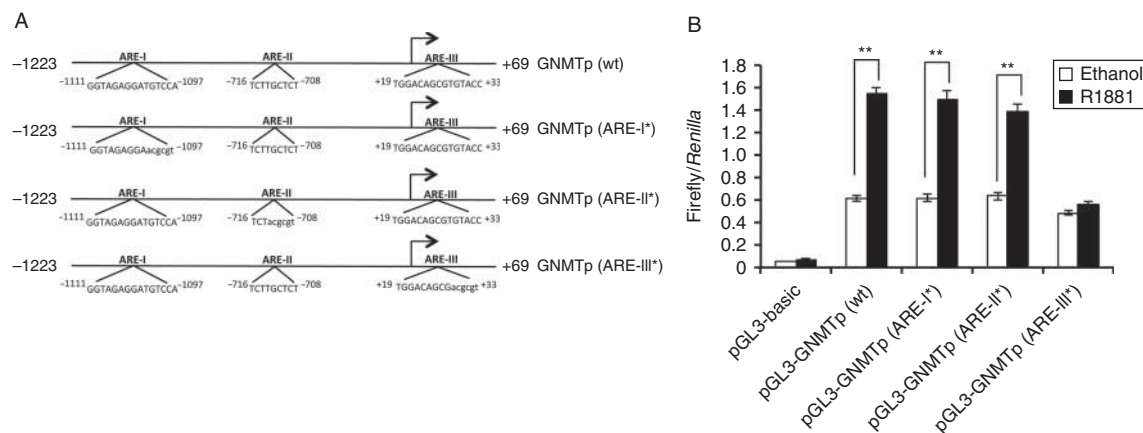 A
ARE-I ARE-II ARE-III
−1223 +69 GNMTp (wt)
−1111 GGTAGAGGATGTCCA −1097 −716 TCTTGCTCT −708 +19 TGGACAGCGTGTACC +33
ARE-I ARE-II ARE-III
−1223 +69 GNMTp (ARE-I*)
−1111 GGTAGAGGAacgcgt −1097 −716 TCTTGCTCT −708 +19 TGGACAGCGTGTACC +33
ARE-I ARE-II ARE-III
−1223 +69 GNMTp (ARE-II*)
−1111 GGTAGAGGATGTCCA −1097 −716 TCTacgcgt −708 +19 TGGACAGCGTGTACC +33
ARE-I ARE-II ARE-III
−1223 +69 GNMTp (ARE-III*)
−1111 GGTAGAGGATGTCCA −1097 −716 TCTTGCTCT −708 +19 TGGACAGCGacgcgt +33
B
** ** **
Ethanol
R1881
Firefly/Renilla
1.8
1.6
1.4
1.2
1.0
0.8
0.6
0.4
0.2
0
pGL3-basic
pGL3-GNMTp (wt)
pGL3-GNMTp (ARE-I*)
pGL3-GNMTp (ARE-II*)
pGL3-GNMTp (ARE-III*)